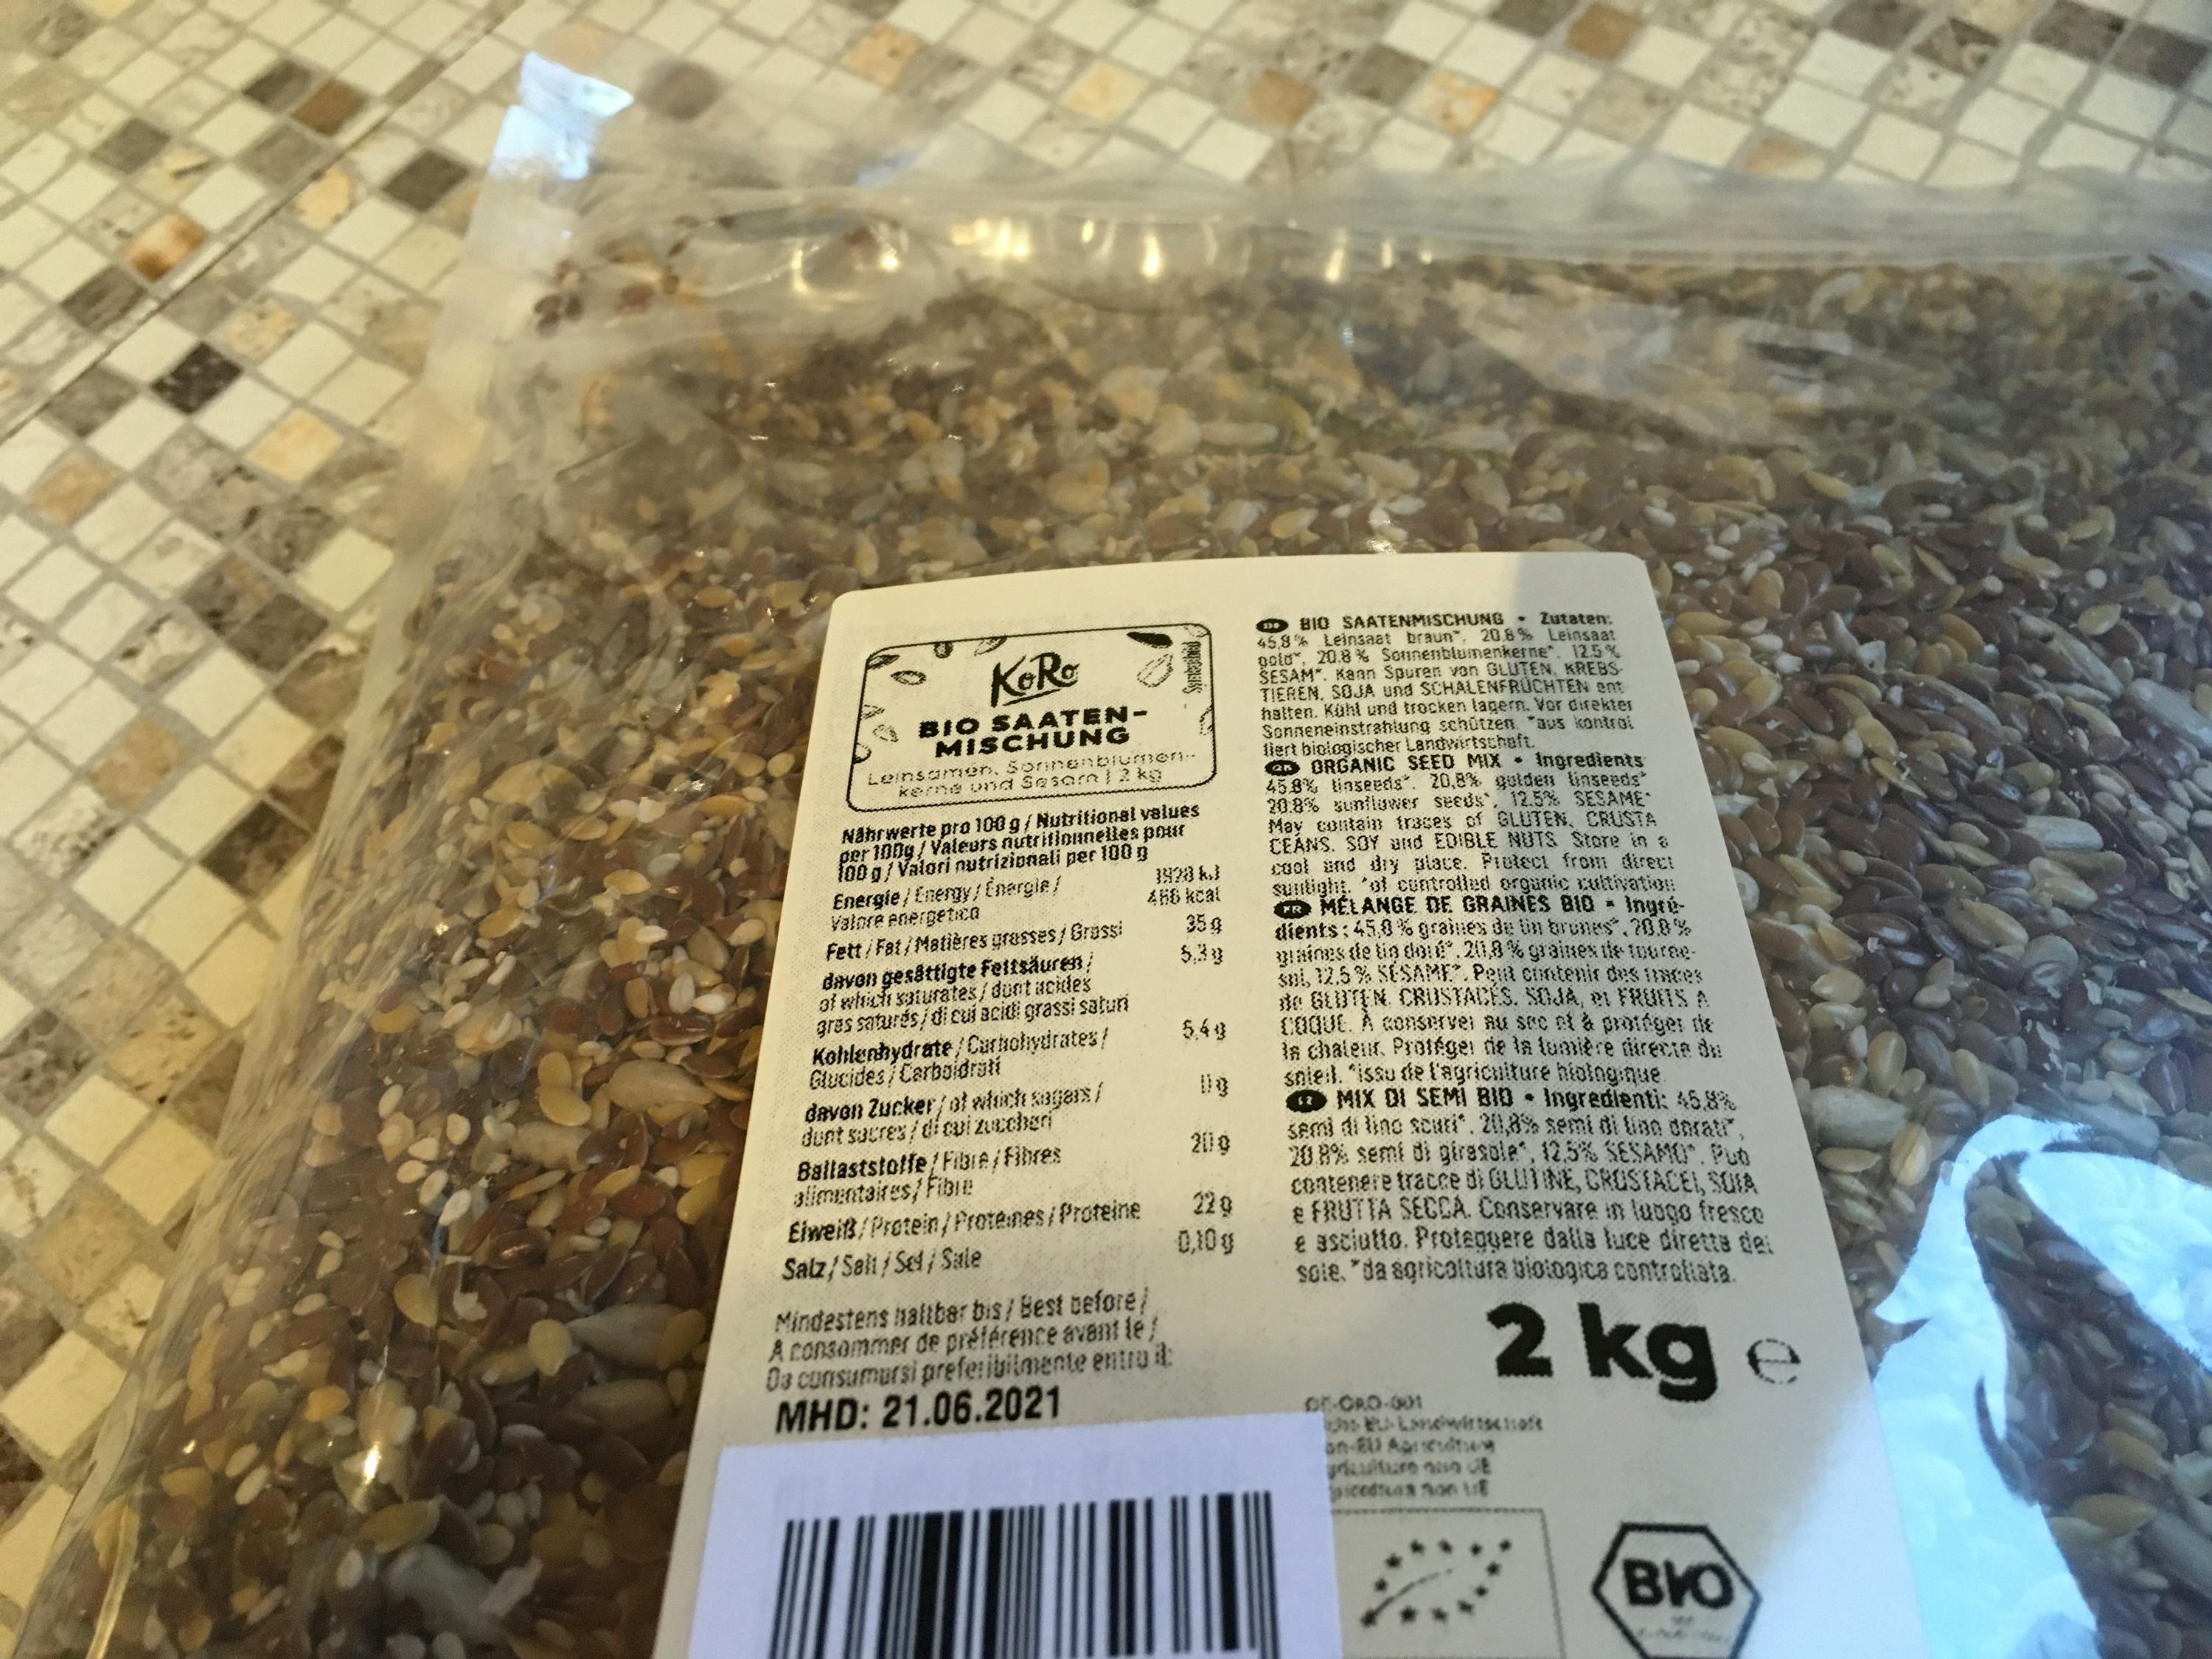 KoRo
BIO SAATEN-
MISCHUNG
Leinsamen, Sonnenblumen-
kerne und Sesam | 2 kg
Nährwerte pro 100 g / Nutritional values
per 100g / Valeurs nutritionnelles pour
100 g / Valori nutrizionali per 100 g
Energie / Energy / Énergie /
Valore energetico
kcal
Fett / Fat / Matières grasses / Grassi 35 g
davon gesättigte Fettsäuren / 5,3 g
of which saturates / dont acides
gras saturés / di cui acidi grassi saturi
Kohlenhydrate / Carbohydrates / 5,4 g
Glucides / Carboidrati
davon Zucker / of which sugars /
dont sucres / di cui zuccheri
Ballaststoffe / Fibre / Fibres 20 g
alimentaires / Fibre
Eiweiß / Protein / Protéines / Proteine 22 g
Salz / Salt / Sel / Sale 0,10 g
Mindestens haltbar bis / Best before /
À consommer de préférence avant le /
Da consumarsi preferibilmente entro il:
MHD: 21.06.2021
BIO SAATENMISCHUNG • Zutaten:
45,8 % Leinsaat braun*, 20,8 % Leinsaat
gold*, 20,8 % Sonnenblumenkerne*, 12,5 %
SESAM*. Kann Spuren von GLUTEN, KREBS-
TIEREN, SOJA und SCHALENFRÜCHTEN ent
halten. Kühl und trocken lagern. Vor direkter
Sonneneinstrahlung schützen. *aus kontrol
liert biologischer Landwirtschaft.
ORGANIC SEED MIX • Ingredients
45.8% linseeds*, 20.8% golden linseeds*
20.8% sunflower seeds*, 12.5% SESAME*
May contain traces of GLUTEN, CRUSTA
CEANS, SOY and EDIBLE NUTS Store in a
cool and dry place. Protect from direct
sunlight. *of controlled organic cultivation
FR MÉLANGE DE GRAINES BIO • Ingré-
dients : 45,8 % graines de lin brunes*, 20,8 %
graines de lin doré*, 20,8 % graines de tourne-
sol, 12,5 % SÉSAME*. Peut contenir des traces
de GLUTEN, CRUSTACÉS, SOJA, et FRUITS À
COQUE. À conserver au sec et à protéger de
la chaleur. Protéger de la lumière directe du
soleil. *issu de l'agriculture biologique
MIX DI SEMI BIO • Ingredienti: 45,8%
semi di lino scuri*, 20,8% semi di lino dorati*,
20,8% semi di girasole*, 12,5% SESAMO*. Può
contenere tracce di GLUTINE, CROSTACEI, SOIA
e FRUTTA SECCA. Conservare in luogo fresco
e asciutto. Proteggere dalla luce diretta del
sole. *da agricoltura biologica controllata.
2 kg e
EU-Landwirtschaft
BIO